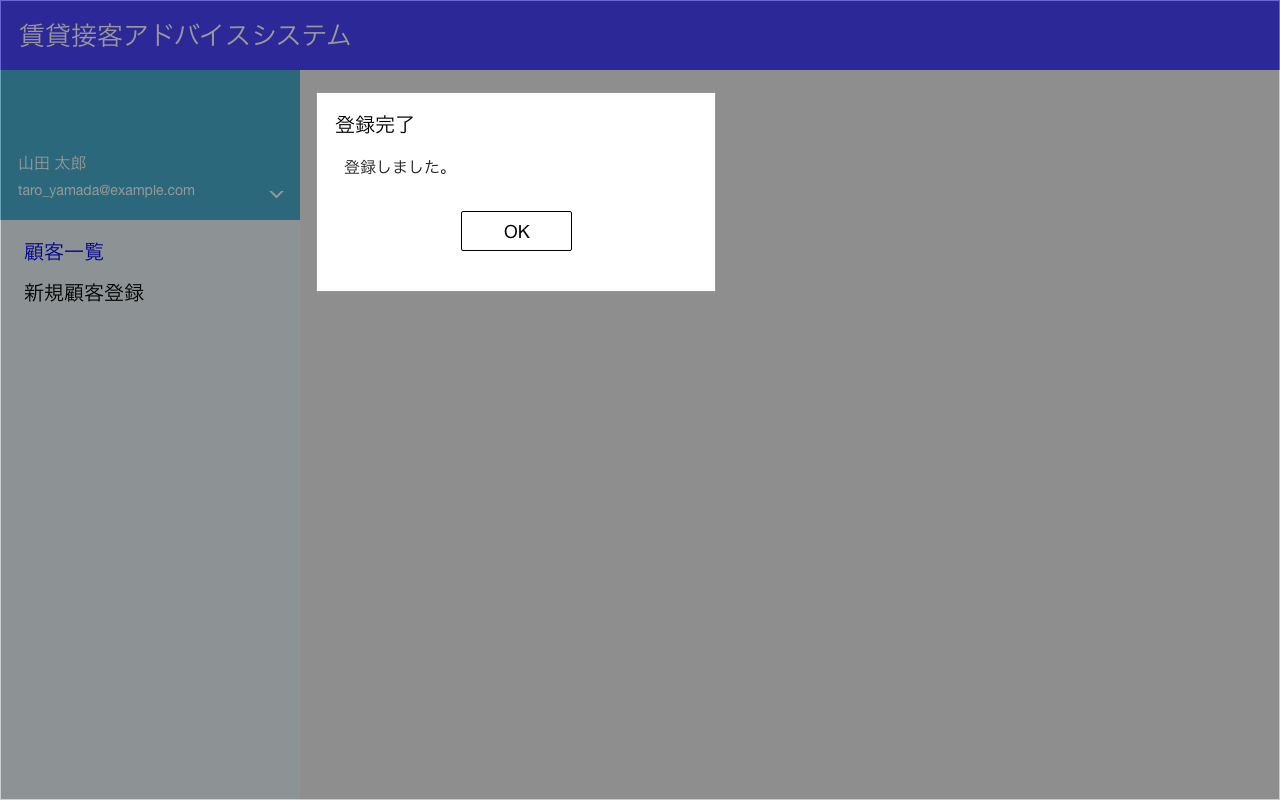 賃貸接客アドバイスシステム
山田 太郎
taro_yamada@example.com
顧客一覧
新規顧客登録
登録完了
登録しました。
OK